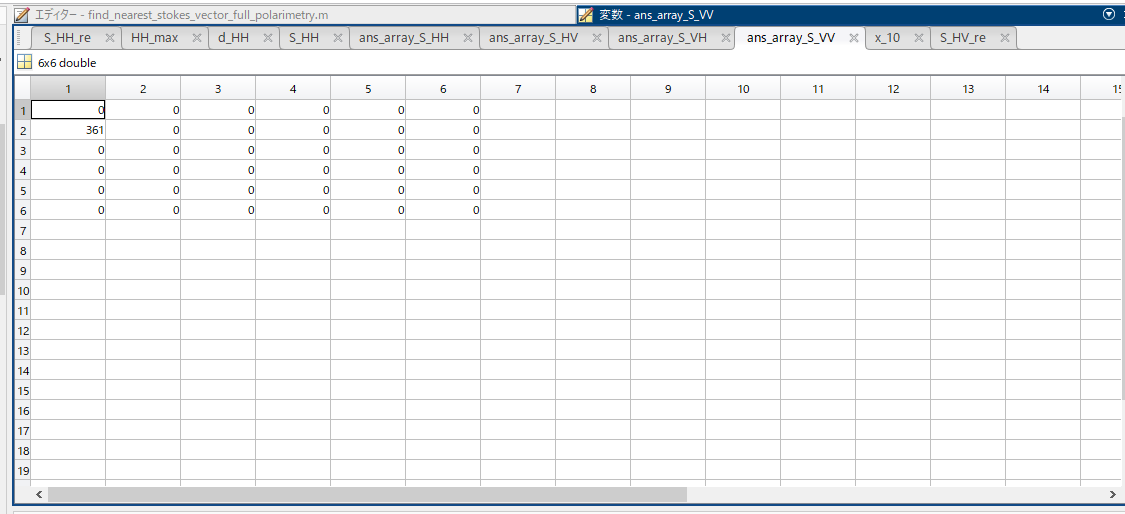 エディター - find_nearest_stokes_vector_full_polarimetry.m
変数 - ans_array_S_VV
S_HH_re HH_max d_HH S_HH ans_array_S_HH ans_array_S_HV ans_array_S_VH ans_array_S_VV x_10 S_HV_re
6x6 double
1 2 3 4 5 6 7 8 9 10 11 12 13 14 15
1 0 0 0 0 0 0
2 361 0 0 0 0 0
3 0 0 0 0 0 0
4 0 0 0 0 0 0
5 0 0 0 0 0 0
6 0 0 0 0 0 0
7
8
9
10
11
12
13
14
15
16
17
18
19